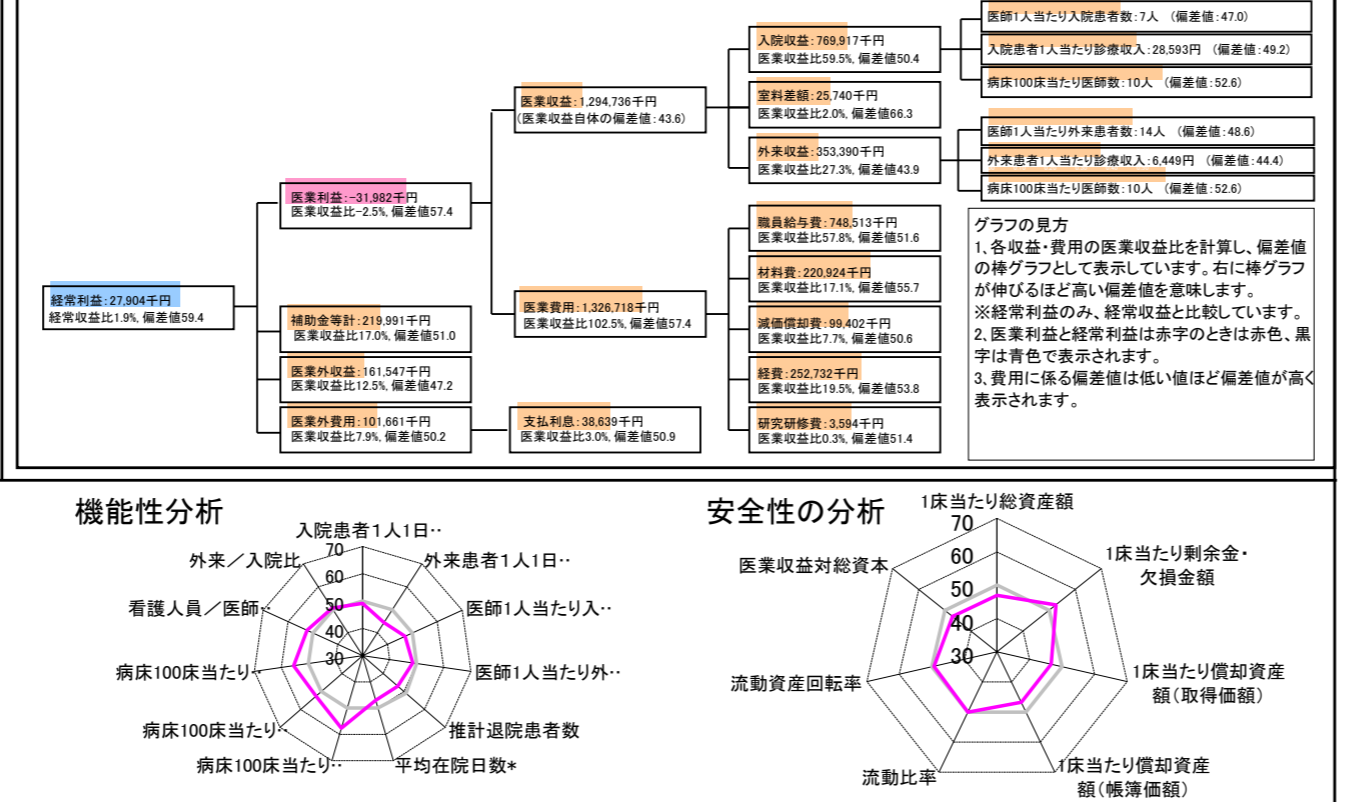 医師1人当たり入院患者数:7人 (偏差値:47.0)
入院収益:769,917千円
医業収益比59.5%, 偏差値50.4
入院患者1人当たり診療収入:28,593円 (偏差値:49.2)
病床100床当たり医師数:10人 (偏差値:52.6)
医業収益:1,294,736千円
(医業収益自体の偏差値:43.6)
室料差額:25,740千円
医業収益比2.0%, 偏差値66.3
医師1人当たり外来患者数:14人 (偏差値:48.6)
外来収益:353,390千円
医業収益比27.3%, 偏差値43.9
外来患者1人当たり診療収入:6,449円 (偏差値:44.4)
病床100床当たり医師数:10人 (偏差値:52.6)
医業利益:-31,982千円
医業収益比-2.5%, 偏差値57.4
職員給与費:748,513千円
医業収益比57.8%, 偏差値51.6
材料費:220,924千円
医業収益比17.1%, 偏差値55.7
経常利益:27,904千円
経常収益比1.9%, 偏差値59.4
医業費用:1,326,718千円
医業収益比102.5%, 偏差値57.4
補助金等計:219,991千円
医業収益比17.0%, 偏差値51.0
減価償却費:99,402千円
医業収益比7.7%, 偏差値50.6
医業外収益:161,547千円
医業収益比12.5%, 偏差値47.2
経費:252,732千円
医業収益比19.5%, 偏差値53.8
医業外費用:101,661千円
医業収益比7.9%, 偏差値50.2
支払利息:38,639千円
医業収益比3.0%, 偏差値50.9
研究研修費:3,594千円
医業収益比0.3%, 偏差値51.4
グラフの見方
1、各収益・費用の医業収益比を計算し、偏差値
の棒グラフとして表示しています。右に棒グラフ
が伸びるほど高い偏差値を意味します。
※経常利益のみ、経常収益と比較しています。
2、医業利益と経常利益は赤字のときは赤色、黒
字は青色で表示されます。
3、費用に係る偏差値は低い値ほど偏差値が高く
表示されます。
機能性分析
入院患者1人1日‥
外来患者1人1日‥
医師1人当たり入‥
医師1人当たり外‥
推計退院患者数
平均在院日数*
病床100床当たり‥
病床100床当たり‥
病床100床当たり‥
看護人員/医師‥
外来/入院比
70
60
50
40
30
安全性の分析
1床当たり総資産額
1床当たり剰余金・
欠損金額
1床当たり償却資産
額(取得価額)
1床当たり償却資産
額(帳簿価額)
流動比率
流動資産回転率
医業収益対総資本
70
60
50
40
30